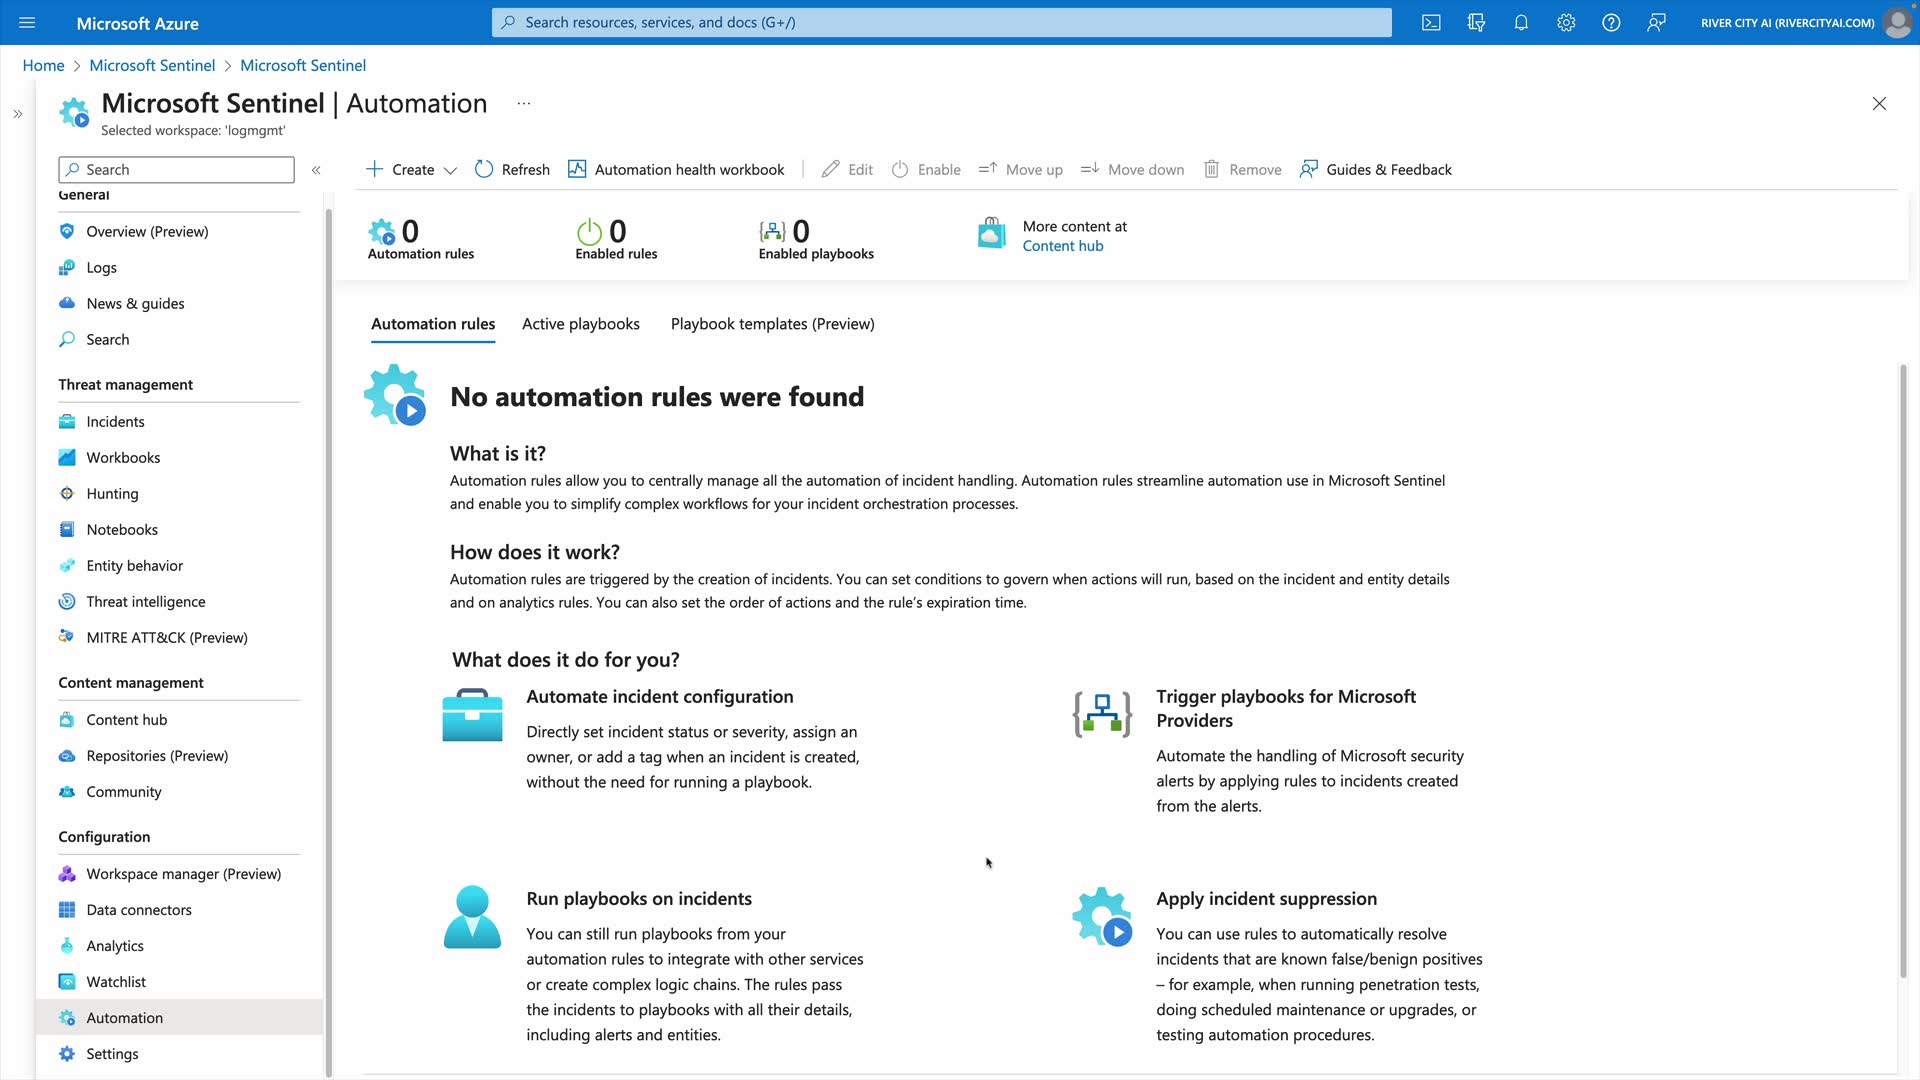 Microsoft Azure
Search resources, services, and docs (G+/)
RIVER CITY AI (RIVERCITYAI.COM)
Home > Microsoft Sentinel > Microsoft Sentinel
Microsoft Sentinel | Automation ...
Selected workspace: 'logmgmt'
Search
General
Overview (Preview)
Logs
News & guides
Search
Threat management
Incidents
Workbooks
Hunting
Notebooks
Entity behavior
Threat intelligence
MITRE ATT&CK (Preview)
Content management
Content hub
Repositories (Preview)
Community
Configuration
Workspace manager (Preview)
Data connectors
Analytics
Watchlist
Automation
Settings
Create Refresh Automation health workbook Edit Enable Move up Move down Remove Guides & Feedback
0
Automation rules
0
Enabled rules
0
Enabled playbooks
More content at
Content hub
Automation rules Active playbooks Playbook templates (Preview)
No automation rules were found
What is it?
Automation rules allow you to centrally manage all the automation of incident handling. Automation rules streamline automation use in Microsoft Sentinel
and enable you to simplify complex workflows for your incident orchestration processes.
How does it work?
Automation rules are triggered by the creation of incidents. You can set conditions to govern when actions will run, based on the incident and entity details
and on analytics rules. You can also set the order of actions and the rule’s expiration time.
What does it do for you?
Automate incident configuration
Directly set incident status or severity, assign an
owner, or add a tag when an incident is created,
without the need for running a playbook.
Trigger playbooks for Microsoft
Providers
Automate the handling of Microsoft security
alerts by applying rules to incidents created
from the alerts.
Run playbooks on incidents
You can still run playbooks from your
automation rules to integrate with other services
or create complex logic chains. The rules pass
the incidents to playbooks with all their details,
including alerts and entities.
Apply incident suppression
You can use rules to automatically resolve
incidents that are known false/benign positives
– for example, when running penetration tests,
doing scheduled maintenance or upgrades, or
testing automation procedures.